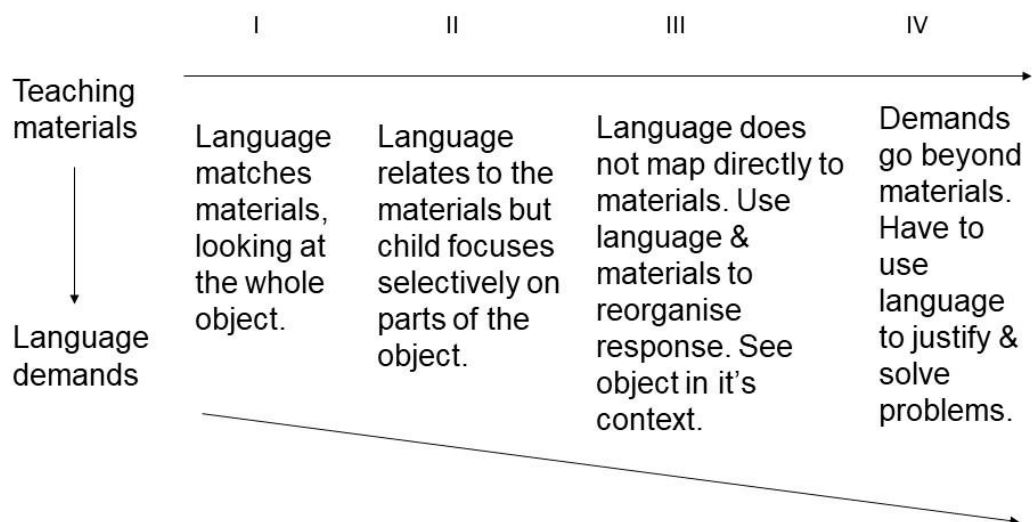 I
II
III
IV
Teaching
materials
Language
demands
Language
matches
materials,
looking at
the whole
object.
Language
relates to the
materials but
child focuses
selectively on
parts of the
object.
Language does
not map directly to
materials. Use
language &
materials to
reorganise
response. See
object in it's
context.
Demands
go beyond
materials.
Have to
use
language
to justify &
solve
problems.